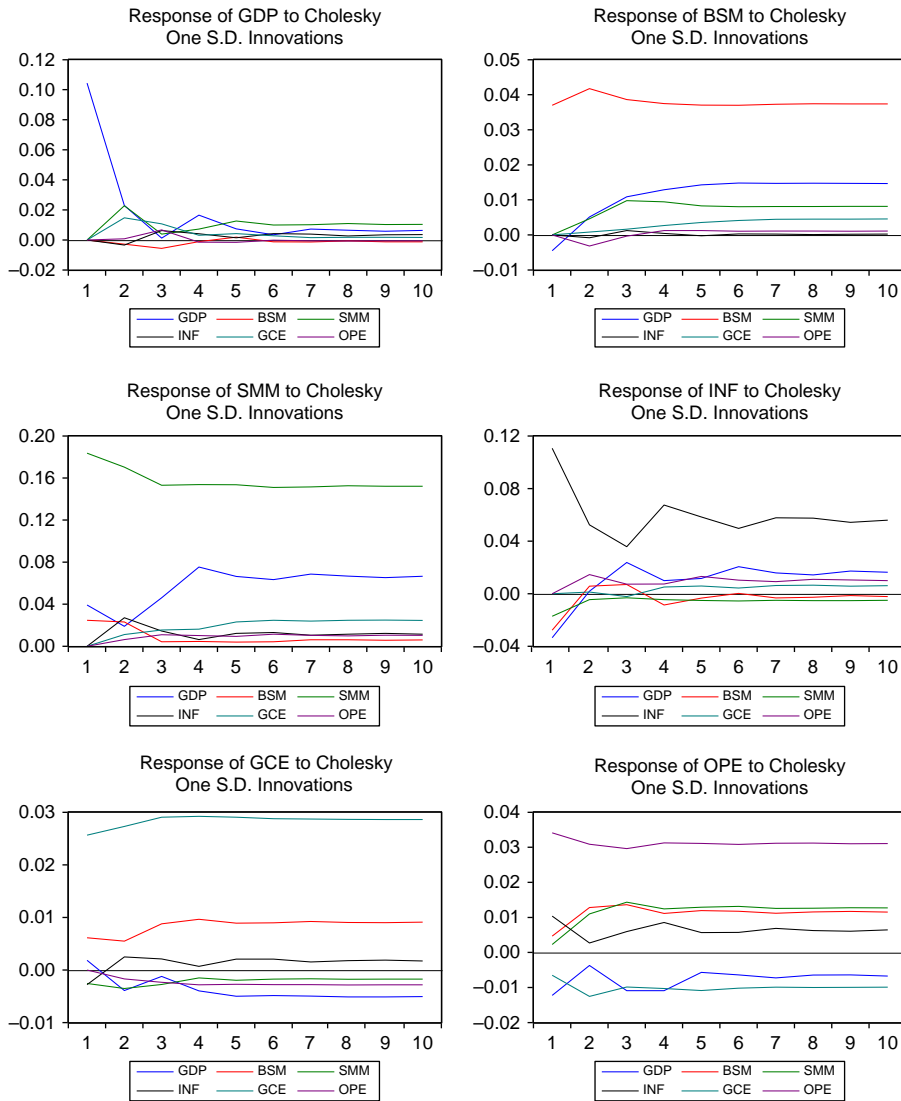 Response of GDP to Cholesky
One S.D. Innovations
0.12
0.10
0.08
0.06
0.04
0.02
0.00
–0.02
1 2 3 4 5 6 7 8 9 10
GDP BSM SMM
INF GCE OPE
Response of BSM to Cholesky
One S.D. Innovations
0.05
0.04
0.03
0.02
0.01
0.00
–0.01
1 2 3 4 5 6 7 8 9 10
GDP BSM SMM
INF GCE OPE
Response of SMM to Cholesky
One S.D. Innovations
0.20
0.16
0.12
0.08
0.04
0.00
1 2 3 4 5 6 7 8 9 10
GDP BSM SMM
INF GCE OPE
Response of INF to Cholesky
One S.D. Innovations
0.12
0.08
0.04
0.00
–0.04
1 2 3 4 5 6 7 8 9 10
GDP BSM SMM
INF GCE OPE
Response of GCE to Cholesky
One S.D. Innovations
0.03
0.02
0.01
0.00
–0.01
1 2 3 4 5 6 7 8 9 10
GDP BSM SMM
INF GCE OPE
Response of OPE to Cholesky
One S.D. Innovations
0.04
0.03
0.02
0.01
0.00
–0.01
–0.02
1 2 3 4 5 6 7 8 9 10
GDP BSM SMM
INF GCE OPE